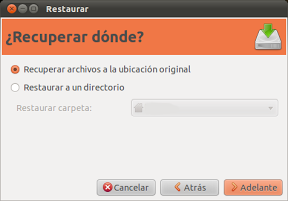 Restaurar
¿Recuperar dónde?
Recuperar archivos a la ubicación original
Restaurar a un directorio
Restaurar carpeta:
Cancelar
Atrás
Adelante